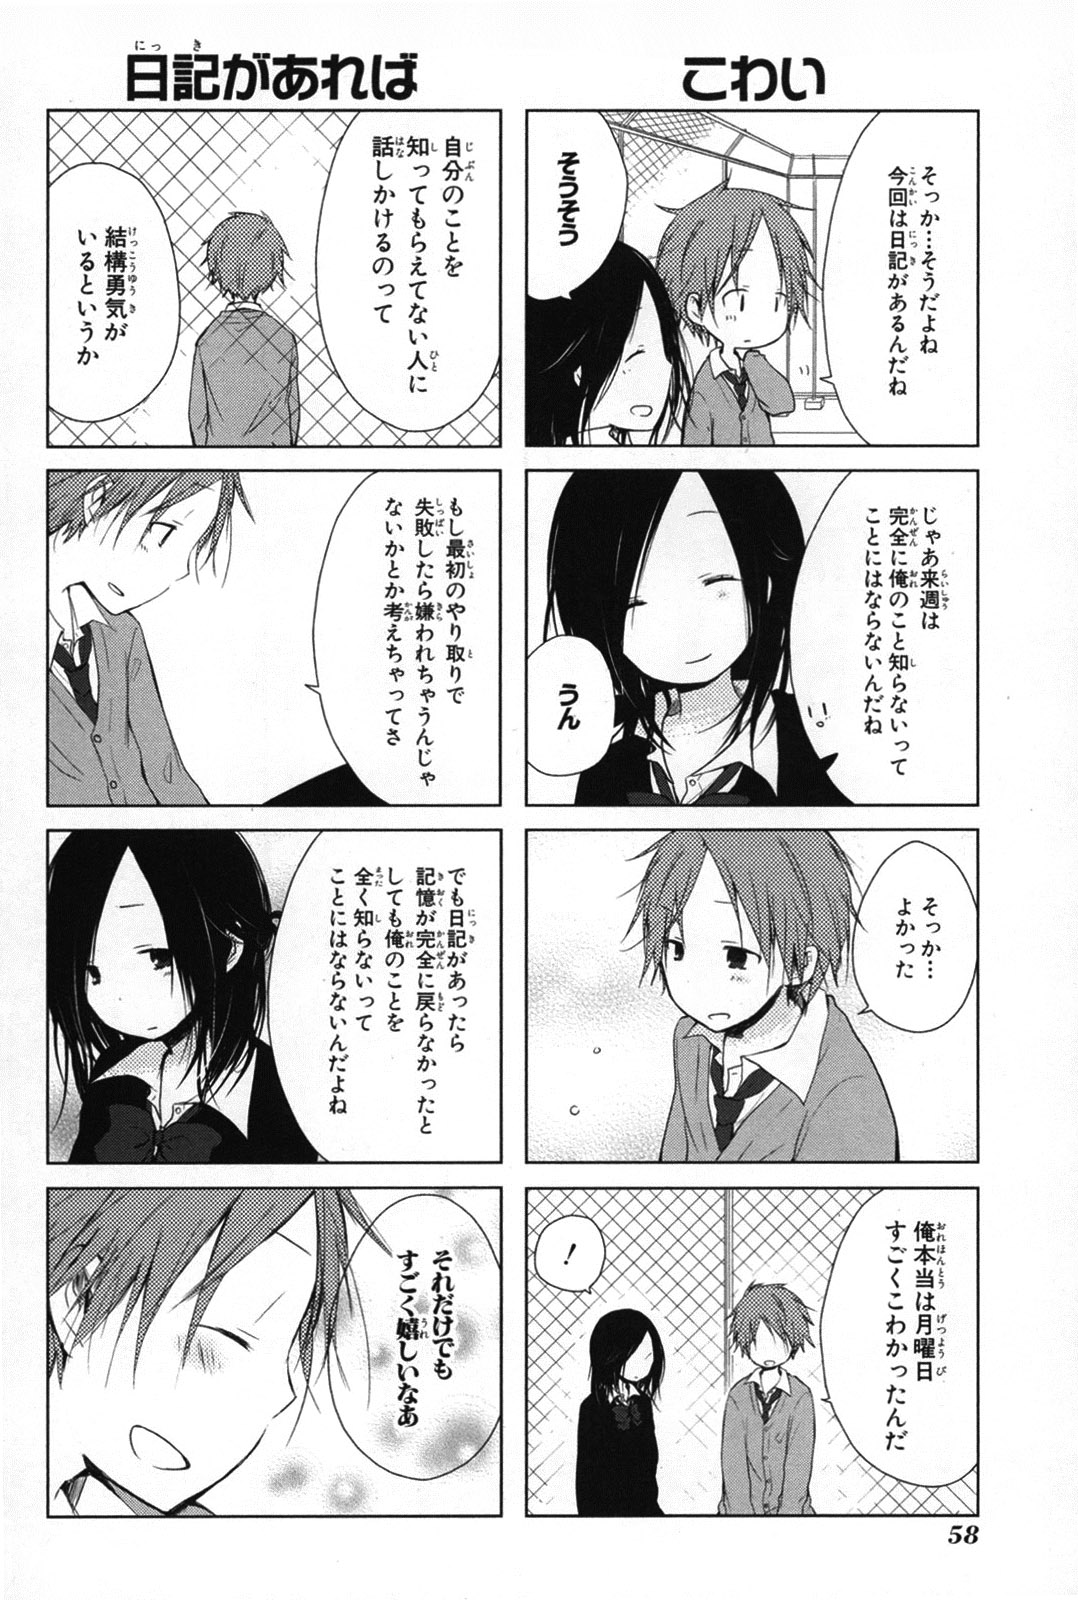 こわい
そっか…そうだよね
今回は日記があるんだね
そうそう
じゃあ来週は
完全に俺のこと知らないって
ことにはならないんだね
うん
そっか…
よかった
俺本当は月曜日
すごくこわかったんだ
！
日記があれば
自分のことを
知ってもらえてない人に
話しかけるのって
結構勇気が
いるというか
もし最初のやり取りで
失敗したら嫌われちゃうんじゃ
ないかとか考えちゃってさ
でも日記があったら
記憶が完全に戻らなかったと
しても俺のことを
全く知らないって
ことにはならないんだよね
それだけでも
すごく嬉しいなあ
58